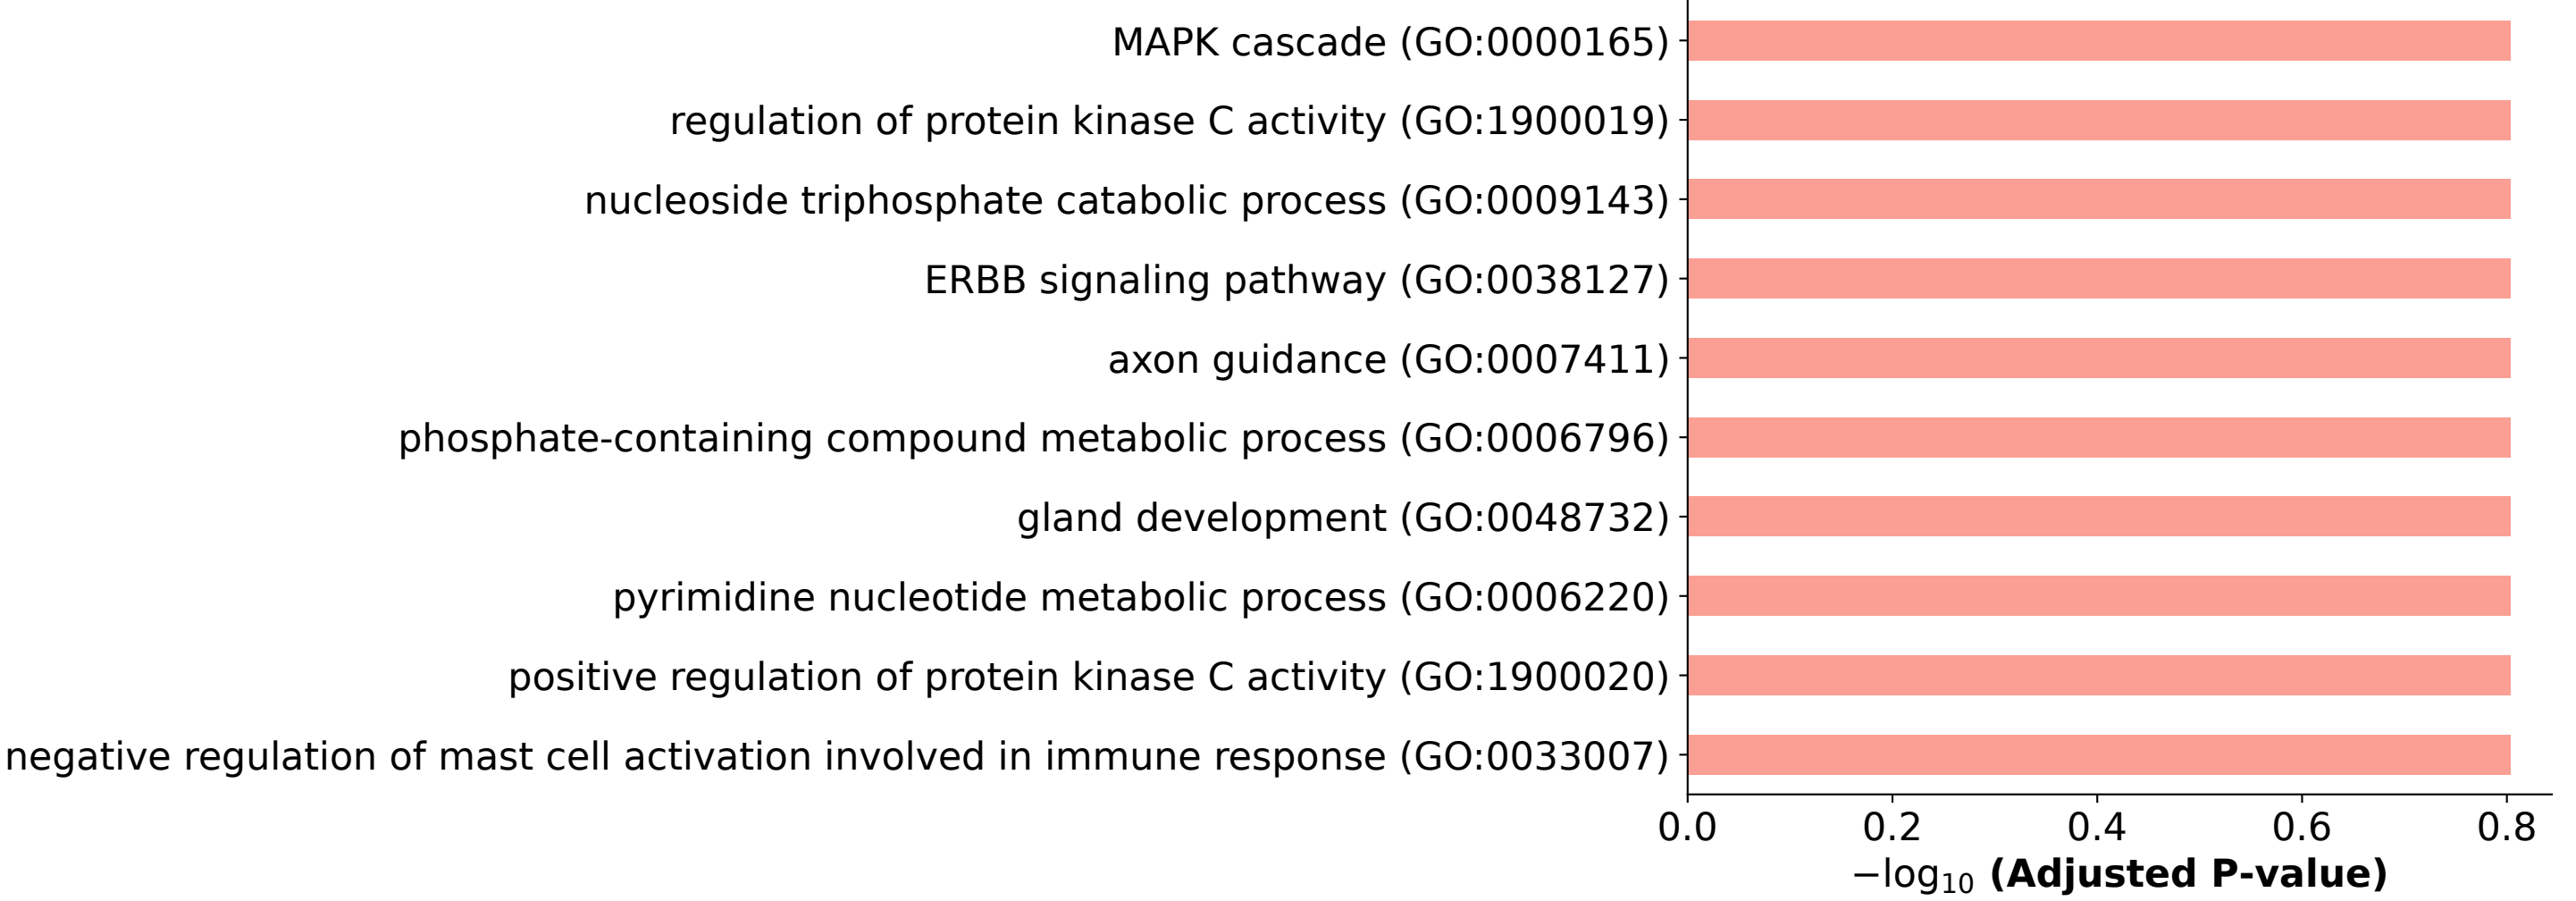 MAPK cascade (GO:0000165)
regulation of protein kinase C activity (GO:1900019)
nucleoside triphosphate catabolic process (GO:0009143)
ERBB signaling pathway (GO:0038127)
axon guidance (GO:0007411)
phosphate-containing compound metabolic process (GO:0006796)
gland development (GO:0048732)
pyrimidine nucleotide metabolic process (GO:0006220)
positive regulation of protein kinase C activity (GO:1900020)
negative regulation of mast cell activation involved in immune response (GO:0033007)
0.0 0.2 0.4 0.6 0.8
−log₁₀ (Adjusted P-value)